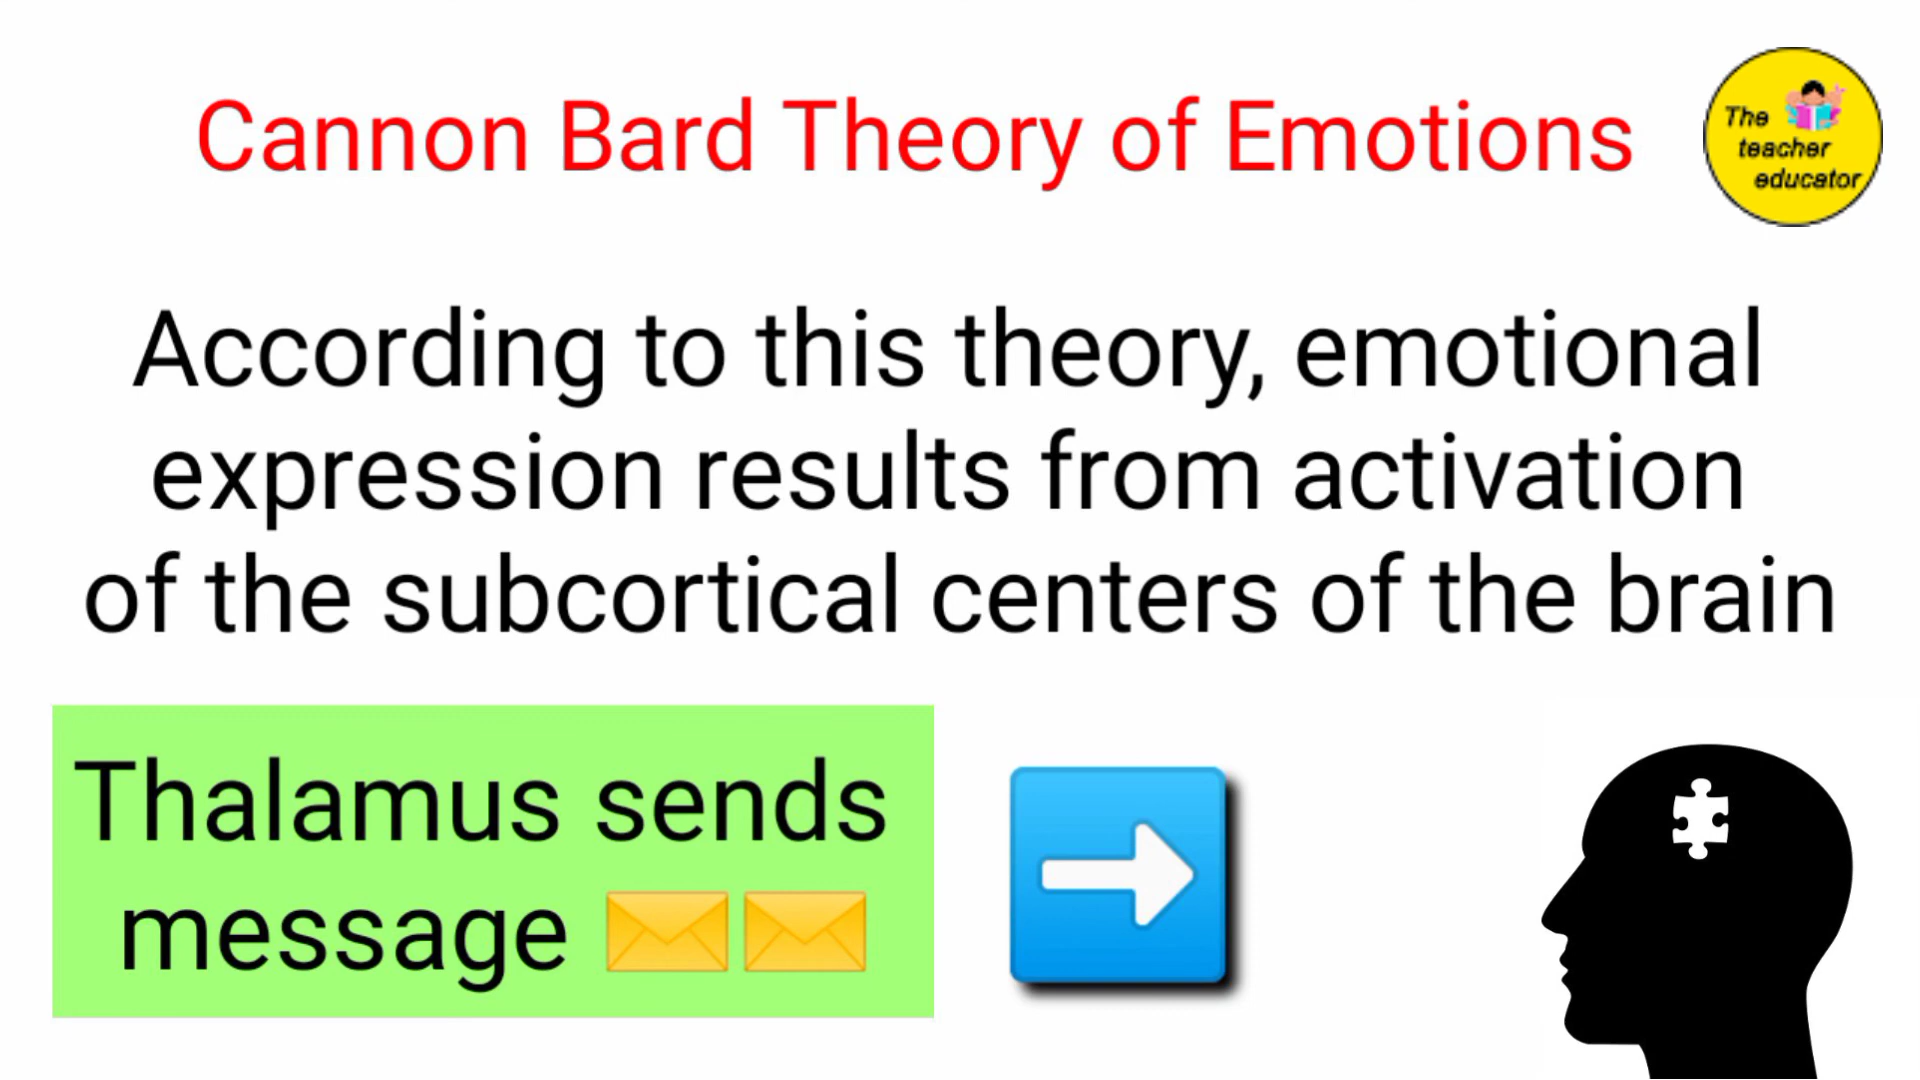 Cannon Bard Theory of Emotions
The
teacher
educator
According to this theory, emotional
expression results from activation
of the subcortical centers of the brain
Thalamus sends
message